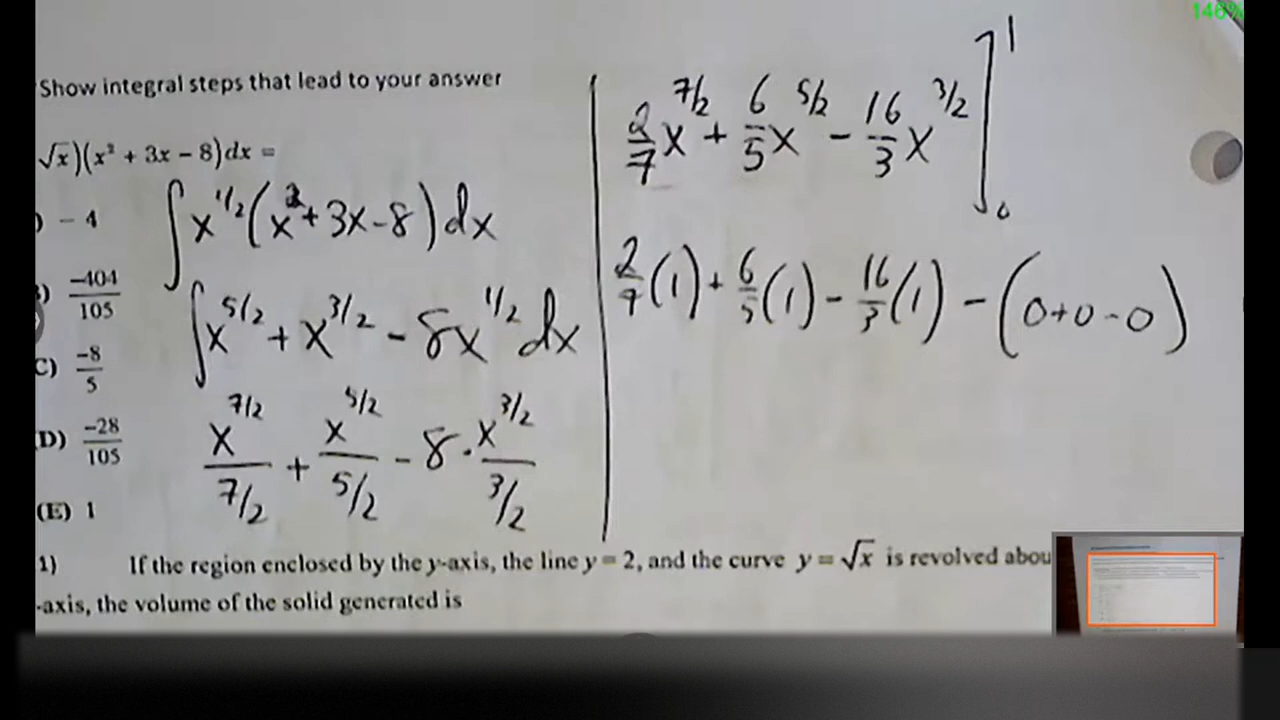 146%
Show integral steps that lead to your answer
√x)(x² + 3x − 8)dx =
) − 4
∫ x^1/2 (x² + 3x − 8) dx
) −404/105
∫ x^5/2 + x^3/2 − 8x^1/2 dx
C) −8/5
D) −28/105
x^7/2 / 7/2 + x^5/2 / 5/2 − 8 · x^3/2 / 3/2
(E) 1
2/7 x^7/2 + 6/5 x^5/2 − 16/3 x^3/2 ]₀¹
2/7 (1) + 6/5 (1) − 16/3 (1) − (0+0−0)
1) If the region enclosed by the y-axis, the line y = 2, and the curve y = √x is revolved abou
-axis, the volume of the solid generated is